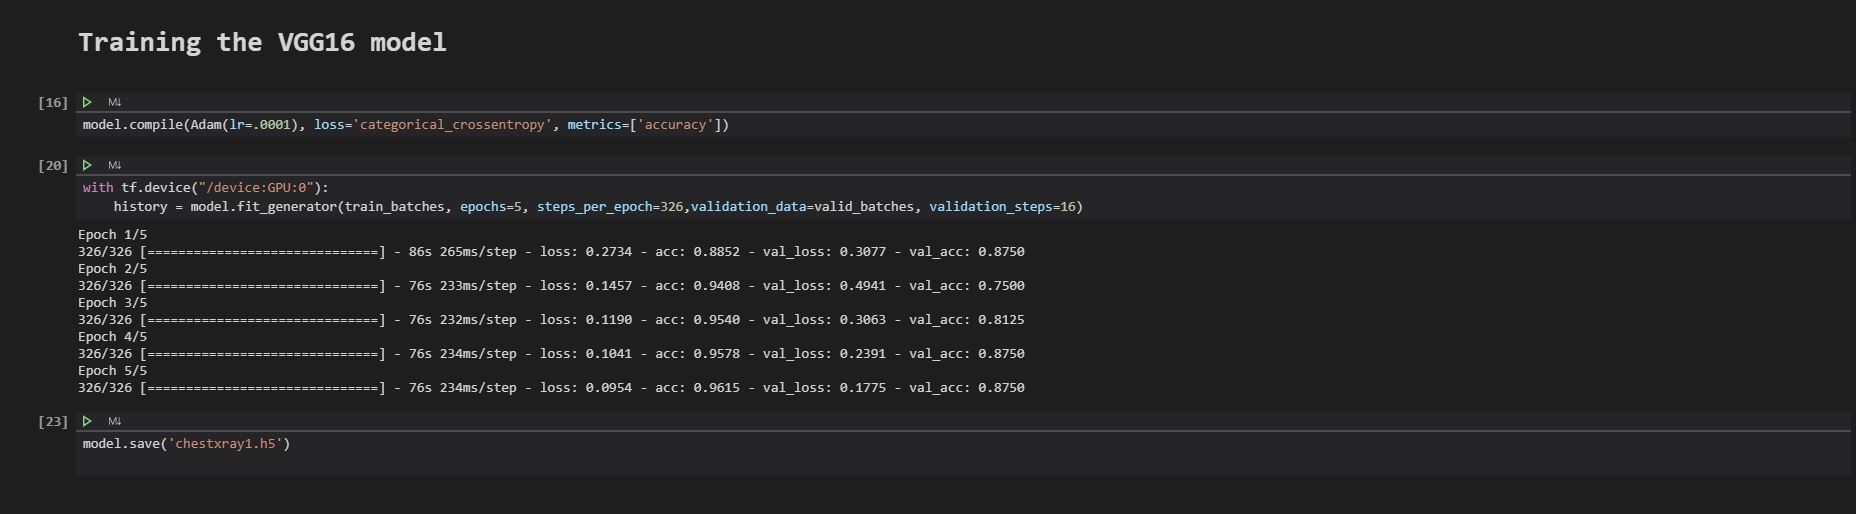 Training the VGG16 model
[16]
M↓
model.compile(Adam(lr=.0001), loss='categorical_crossentropy', metrics=['accuracy'])
[20]
M↓
with tf.device("/device:GPU:0"):
    history = model.fit_generator(train_batches, epochs=5, steps_per_epoch=326,validation_data=valid_batches, validation_steps=16)
Epoch 1/5
326/326 [==============================] - 86s 265ms/step - loss: 0.2734 - acc: 0.8852 - val_loss: 0.3077 - val_acc: 0.8750
Epoch 2/5
326/326 [==============================] - 76s 233ms/step - loss: 0.1457 - acc: 0.9408 - val_loss: 0.4941 - val_acc: 0.7500
Epoch 3/5
326/326 [==============================] - 76s 232ms/step - loss: 0.1190 - acc: 0.9540 - val_loss: 0.3063 - val_acc: 0.8125
Epoch 4/5
326/326 [==============================] - 76s 234ms/step - loss: 0.1041 - acc: 0.9578 - val_loss: 0.2391 - val_acc: 0.8750
Epoch 5/5
326/326 [==============================] - 76s 234ms/step - loss: 0.0954 - acc: 0.9615 - val_loss: 0.1775 - val_acc: 0.8750
[23]
M↓
model.save('chestxray1.h5')